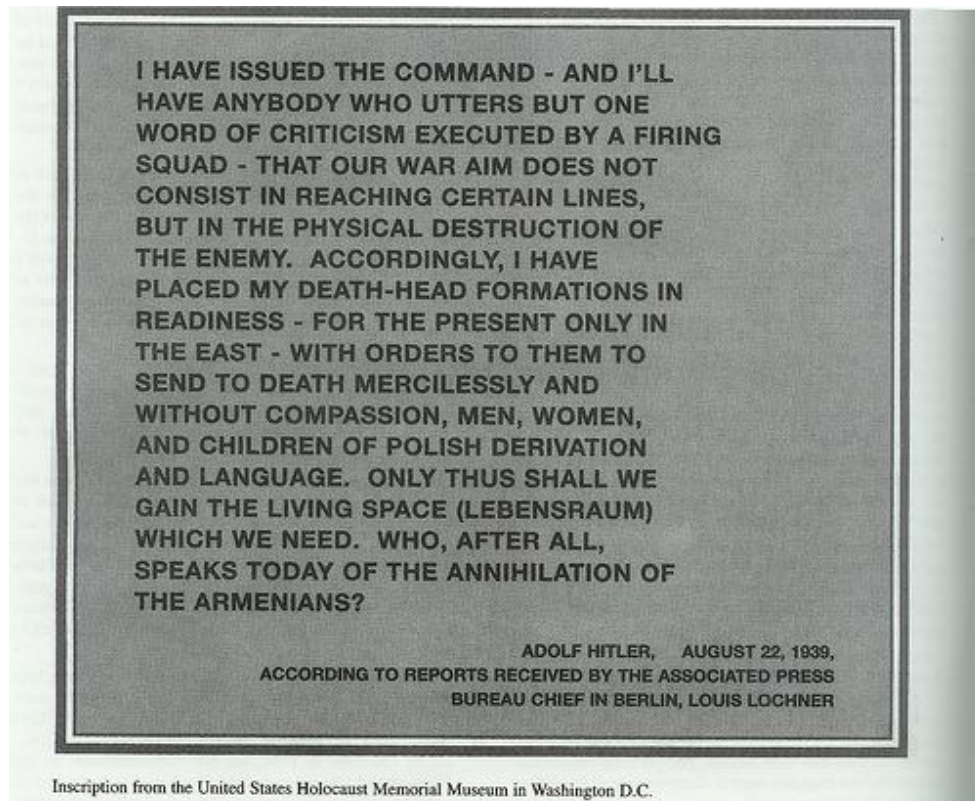 I HAVE ISSUED THE COMMAND - AND I'LL
HAVE ANYBODY WHO UTTERS BUT ONE
WORD OF CRITICISM EXECUTED BY A FIRING
SQUAD - THAT OUR WAR AIM DOES NOT
CONSIST IN REACHING CERTAIN LINES,
BUT IN THE PHYSICAL DESTRUCTION OF
THE ENEMY. ACCORDINGLY, I HAVE
PLACED MY DEATH-HEAD FORMATIONS IN
READINESS - FOR THE PRESENT ONLY IN
THE EAST - WITH ORDERS TO THEM TO
SEND TO DEATH MERCILESSLY AND
WITHOUT COMPASSION, MEN, WOMEN,
AND CHILDREN OF POLISH DERIVATION
AND LANGUAGE. ONLY THUS SHALL WE
GAIN THE LIVING SPACE (LEBENSRAUM)
WHICH WE NEED. WHO, AFTER ALL,
SPEAKS TODAY OF THE ANNIHILATION OF
THE ARMENIANS?
ADOLF HITLER, AUGUST 22, 1939,
ACCORDING TO REPORTS RECEIVED BY THE ASSOCIATED PRESS
BUREAU CHIEF IN BERLIN, LOUIS LOCHNER
Inscription from the United States Holocaust Memorial Museum in Washington D.C.